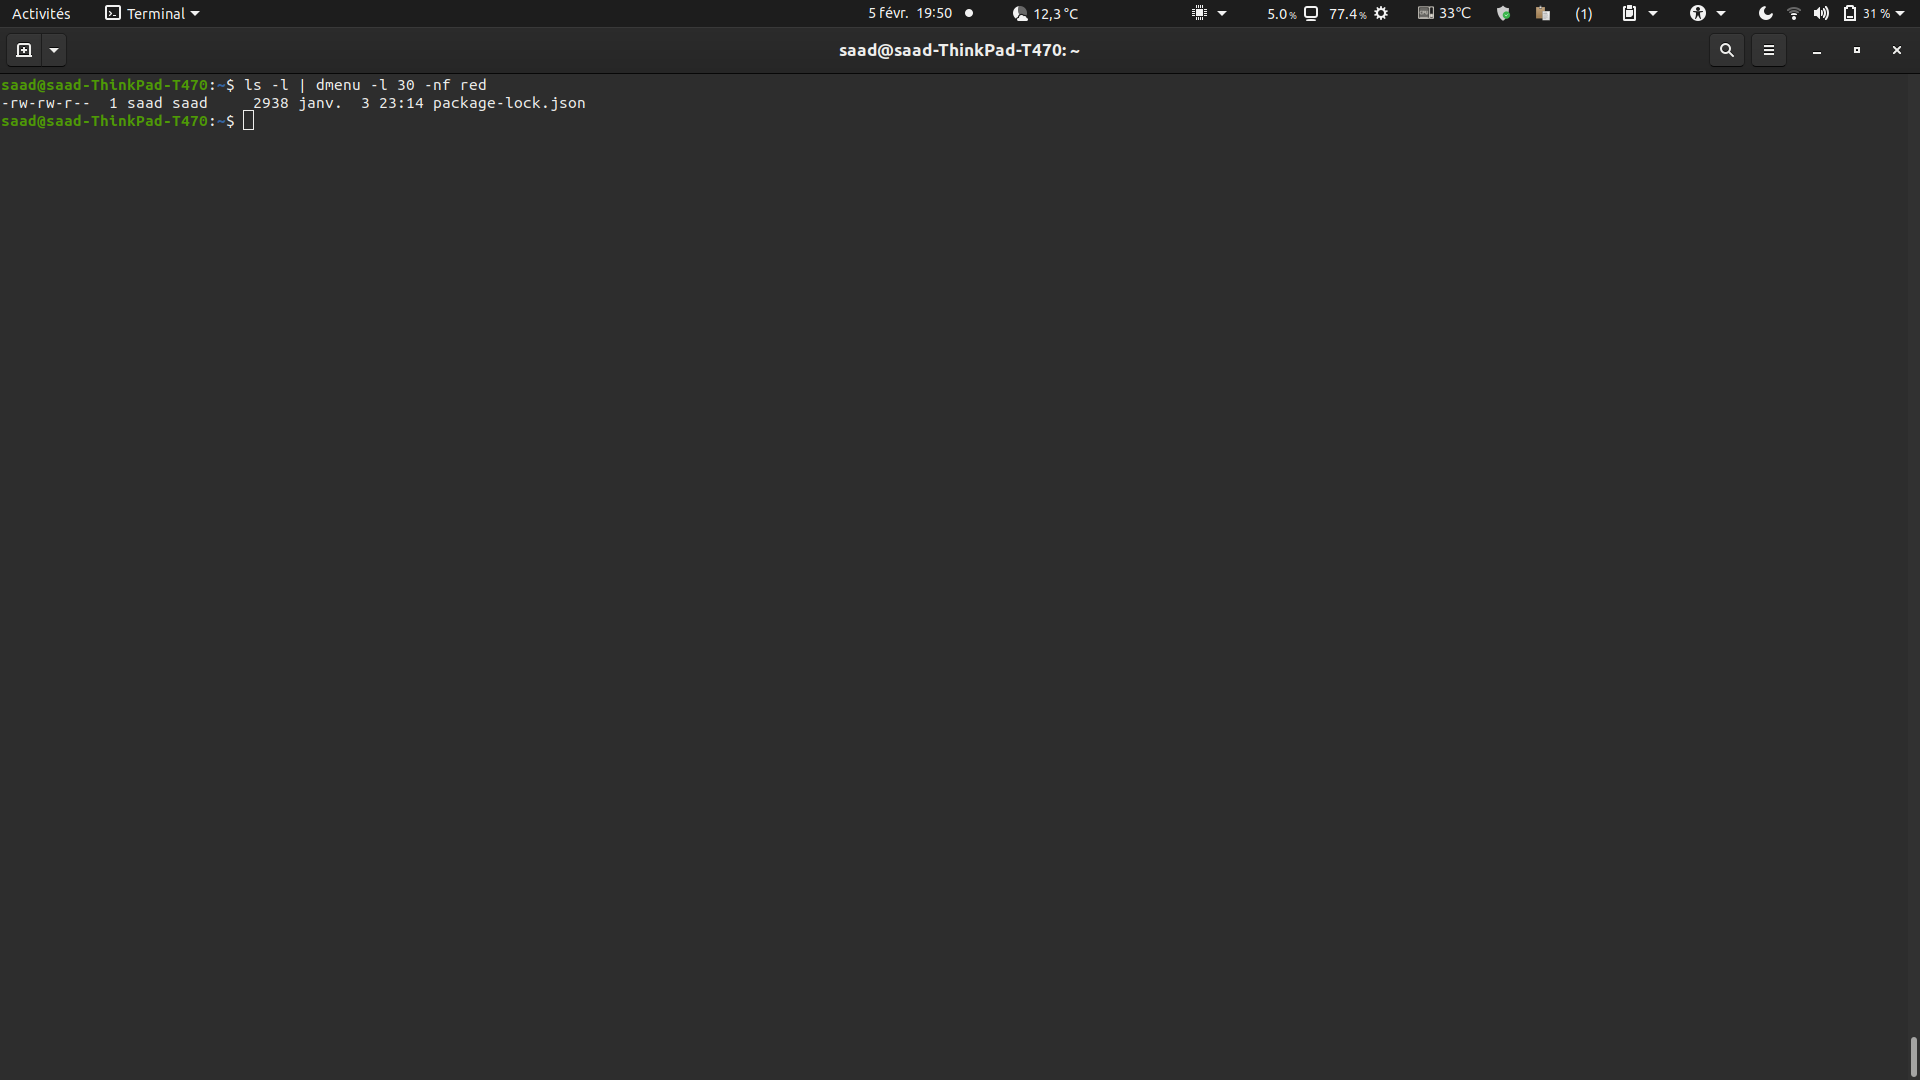 Activités Terminal 5 févr. 19:50 12,3 °C 5.0% 77.4% 33°C (1) 31 %
saad@saad-ThinkPad-T470: ~
saad@saad-ThinkPad-T470:~$ ls -l | dmenu -l 30 -nf red
-rw-rw-r--  1 saad saad     2938 janv.  3 23:14 package-lock.json
saad@saad-ThinkPad-T470:~$